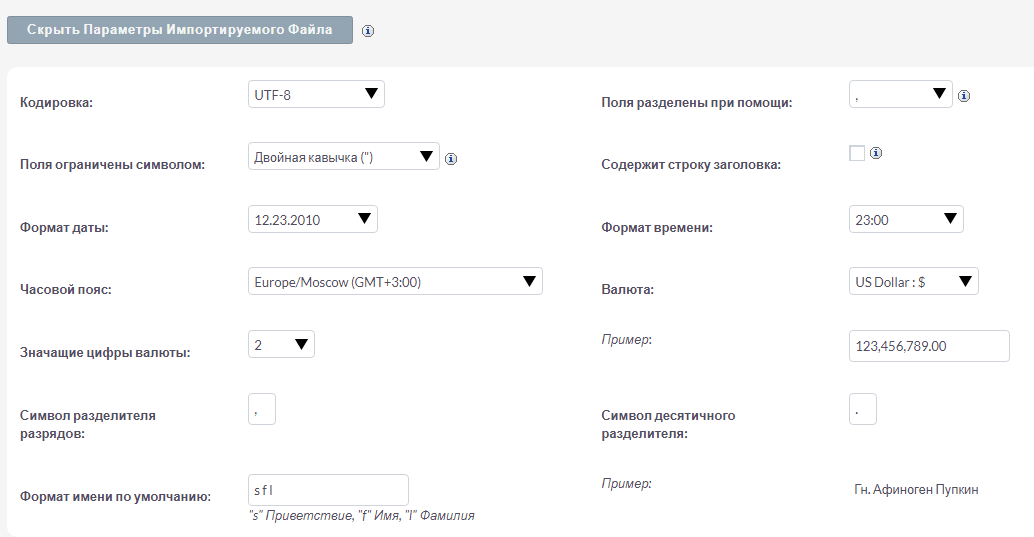 Скрыть Параметры Импортируемого Файла
Кодировка: UTF-8 Поля разделены при помощи: ,
Поля ограничены символом: Двойная кавычка (") Содержит строку заголовка:
Формат даты: 12.23.2010 Формат времени: 23:00
Часовой пояс: Europe/Moscow (GMT+3:00) Валюта: US Dollar : $
Значащие цифры валюты: 2 Пример: 123,456,789.00
Символ разделителя
разрядов: , Символ десятичного
разделителя: .
Формат имени по умолчанию: s f l Пример: Гн. Афиноген Пупкин
"s" Приветствие, "f" Имя, "l" Фамилия